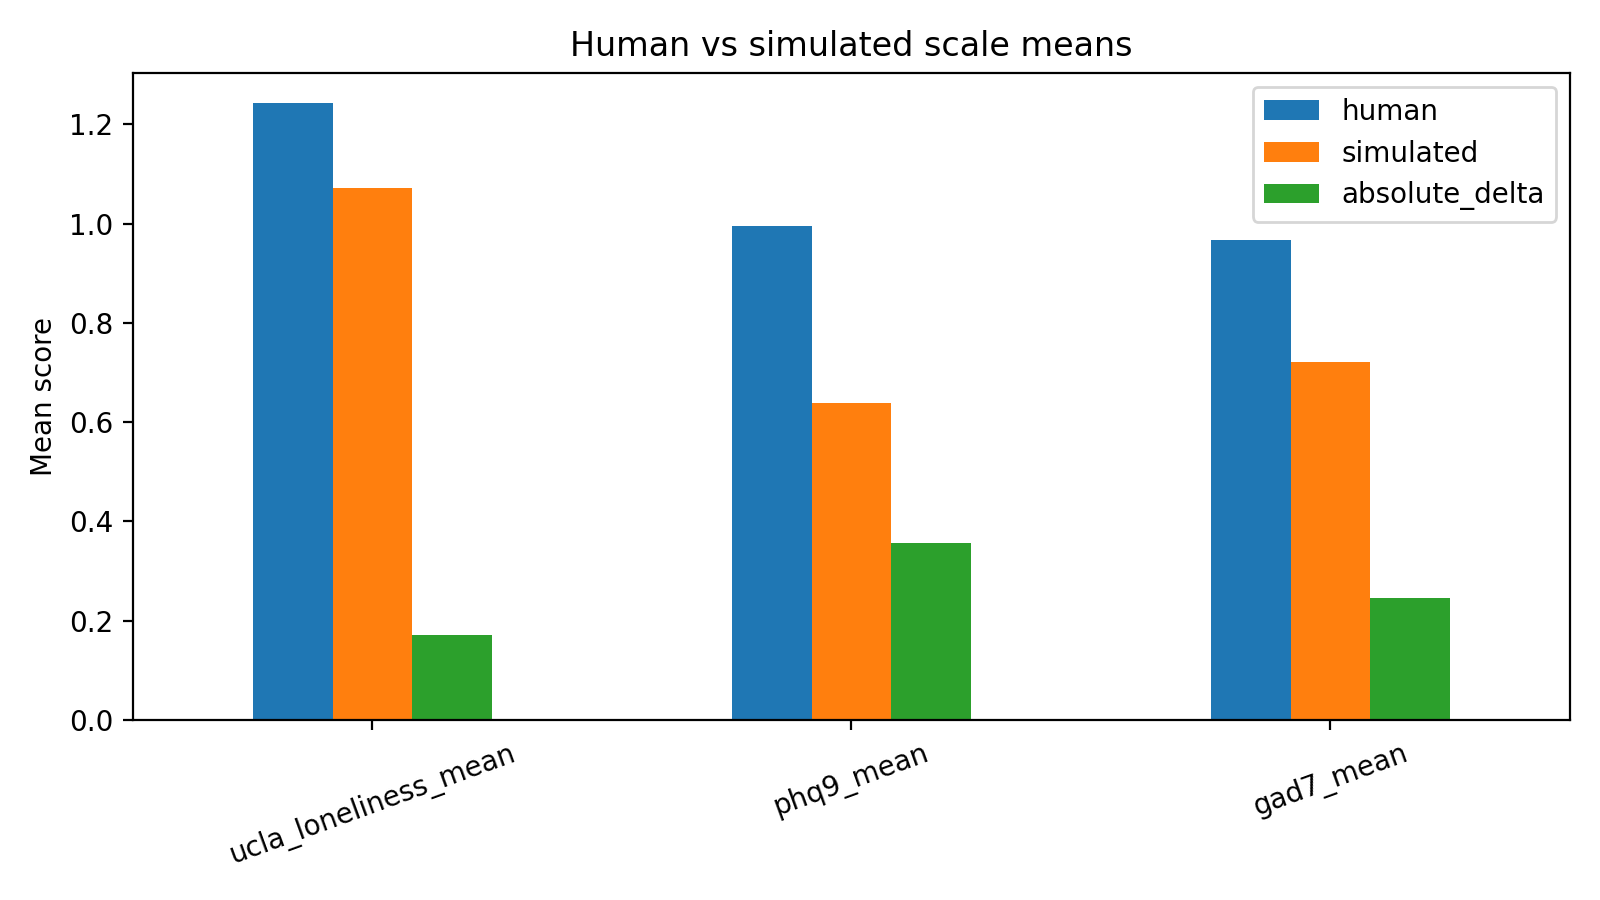 Human vs simulated scale means
human
simulated
absolute_delta
Mean score
1.2
1.0
0.8
0.6
0.4
0.2
0.0
ucla_loneliness_mean
phq9_mean
gad7_mean